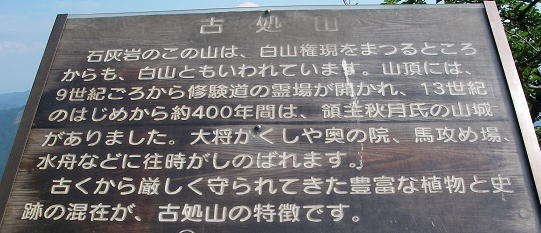 古処山
石灰岩のこの山は、白山権現をまつるところ
からも、白山ともいわれています。山頂には、
9世紀ごろから修験道の霊場が開かれ、13世紀
のはじめから約400年間は、領主秋月氏の山城
がありました。大将かくしや奥の院、馬攻め場、
水舟などに往時がしのばれます。
古くから厳しく守られてきた豊富な植物と史
跡の混在が、古処山の特徴です。